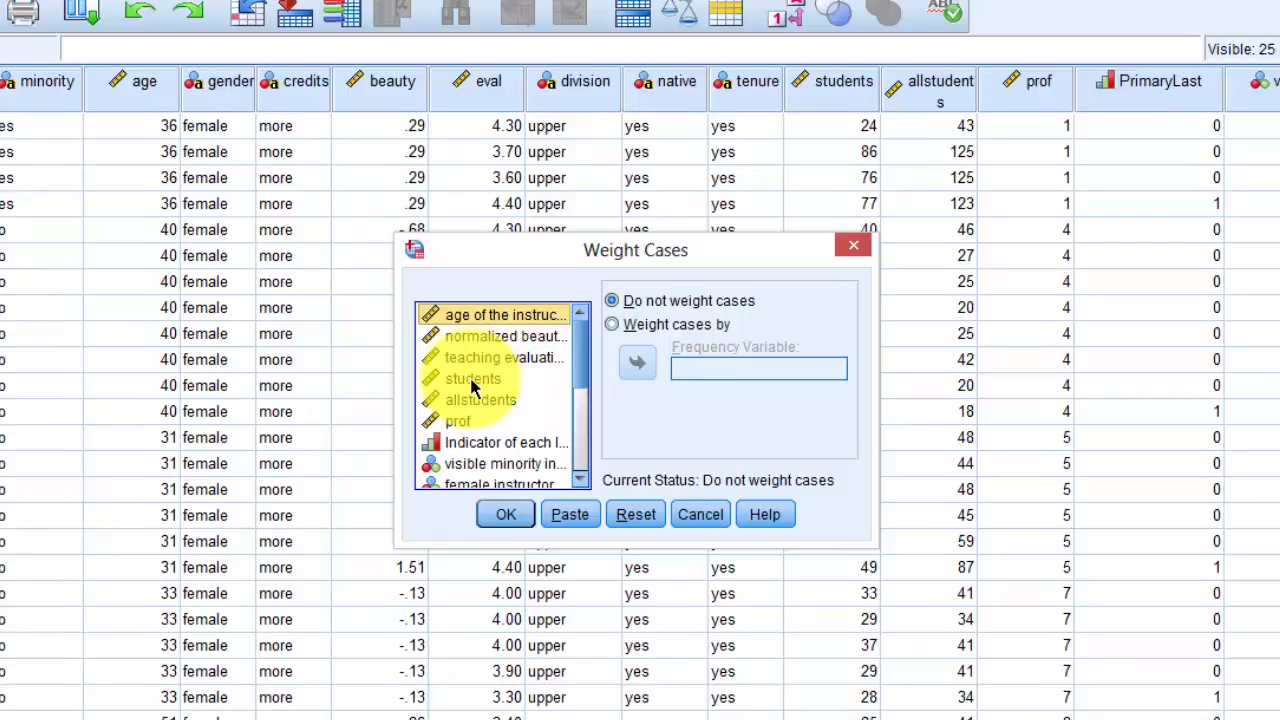 ABC
1
Visible: 25
minority age gender credits beauty eval division native tenure students allstudents prof PrimaryLast
es 36 female more .29 4.30 upper yes yes 24 43 1 0
es 36 female more .29 3.70 upper yes yes 86 125 1 0
es 36 female more .29 3.60 upper yes yes 76 125 1 0
es 36 female more .29 4.40 upper yes yes 77 123 1 1
o 40 female more -.68 4.30 upper yes yes 40 46 4 0
o 40 female more 27 4 0
o 40 female more 25 4 0
o 40 female more 20 4 0
o 40 female more 25 4 0
o 40 female more 42 4 0
o 40 female more 20 4 0
o 40 female more 18 4 1
o 31 female more 48 5 0
o 31 female more 44 5 0
o 31 female more 48 5 0
o 31 female more 45 5 0
o 31 female more 59 5 0
o 31 female more 1.51 4.40 upper yes yes 49 87 5 1
o 33 female more -.13 4.00 upper yes yes 33 41 7 0
o 33 female more -.13 4.00 upper yes yes 29 34 7 0
o 33 female more -.13 4.00 upper yes yes 37 41 7 0
o 33 female more -.13 3.90 upper yes yes 29 41 7 0
o 33 female more -.13 3.30 upper yes yes 28 34 7 1
Weight Cases
age of the instruc...
normalized beaut...
teaching evaluati...
students
allstudents
prof
Indicator of each l...
visible minority in...
female instructor
Do not weight cases
Weight cases by
Frequency Variable:
Current Status: Do not weight cases
OK Paste Reset Cancel Help